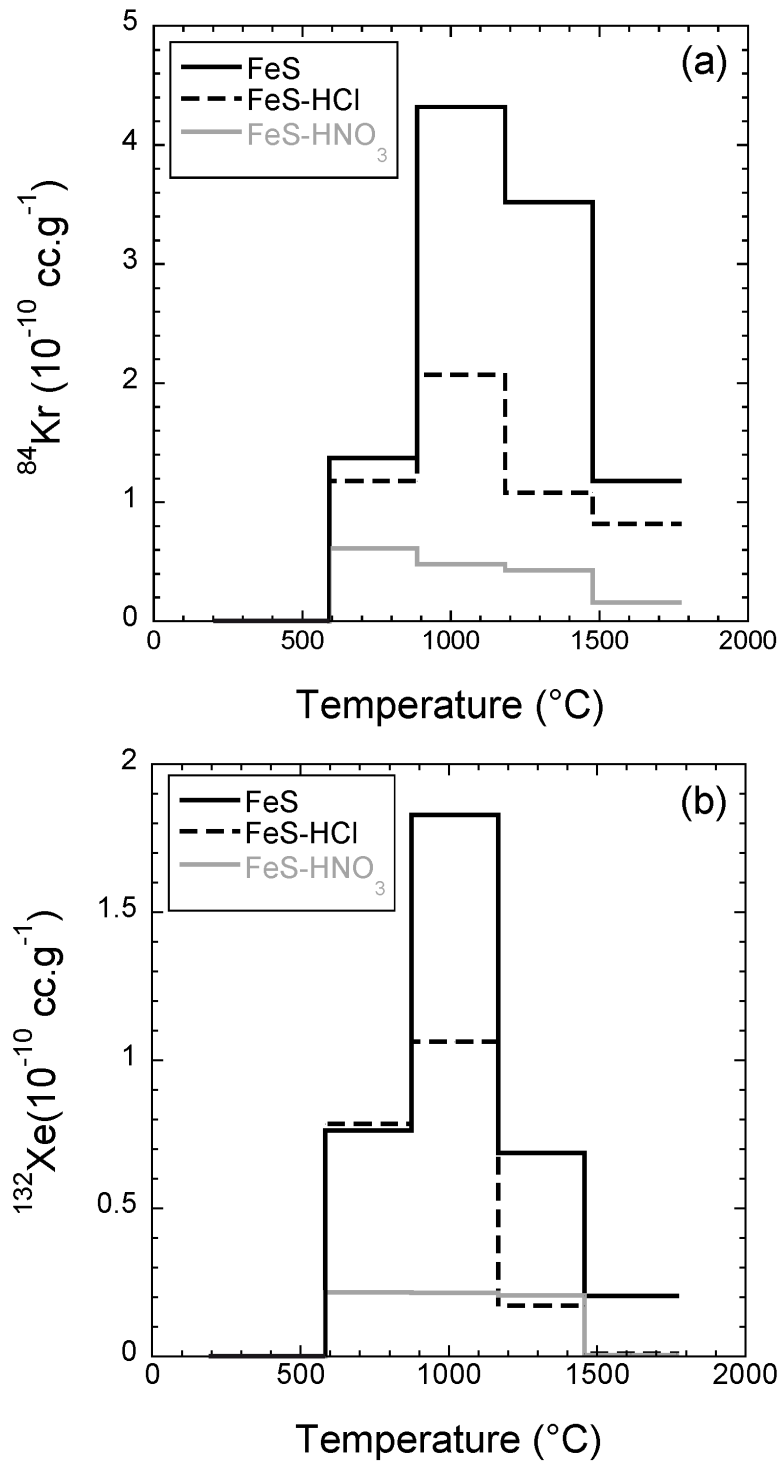 (a)
FeS
FeS-HCl
FeS-HNO3
5
4
3
2
1
0
84Kr (10-10 cc.g-1)
0 500 1000 1500 2000
Temperature (°C)
(b)
FeS
FeS-HCl
FeS-HNO3
2
1.5
1
0.5
0
132Xe(10-10 cc.g-1)
0 500 1000 1500 2000
Temperature (°C)